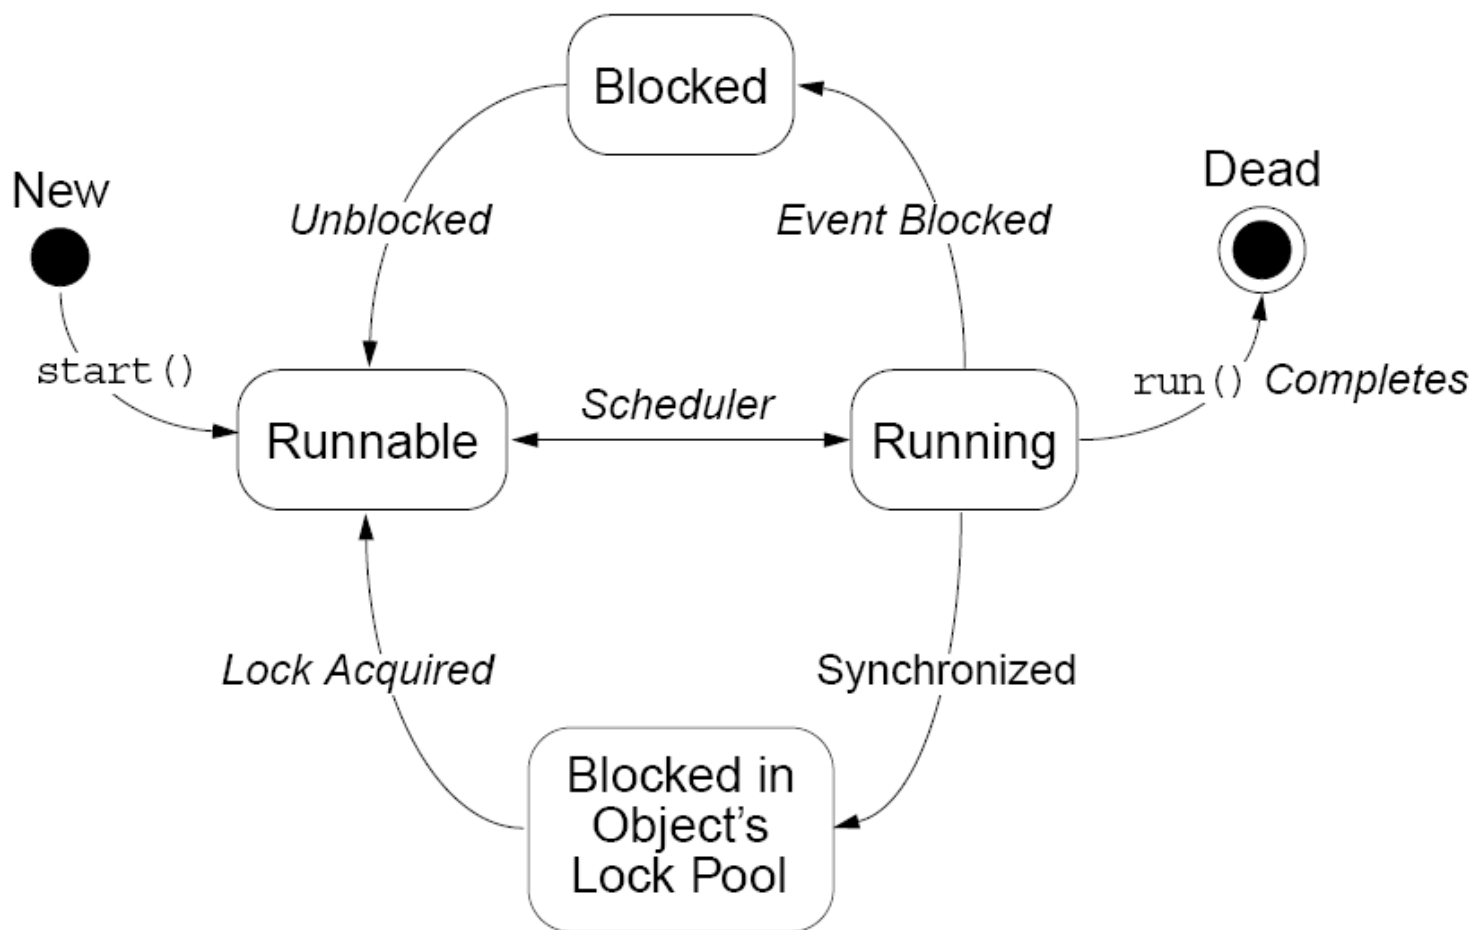 Blocked
Dead
New
Unblocked
Event Blocked
start()
run() Completes
Scheduler
Runnable
Running
Lock Acquired
Synchronized
Blocked in
Object’s
Lock Pool